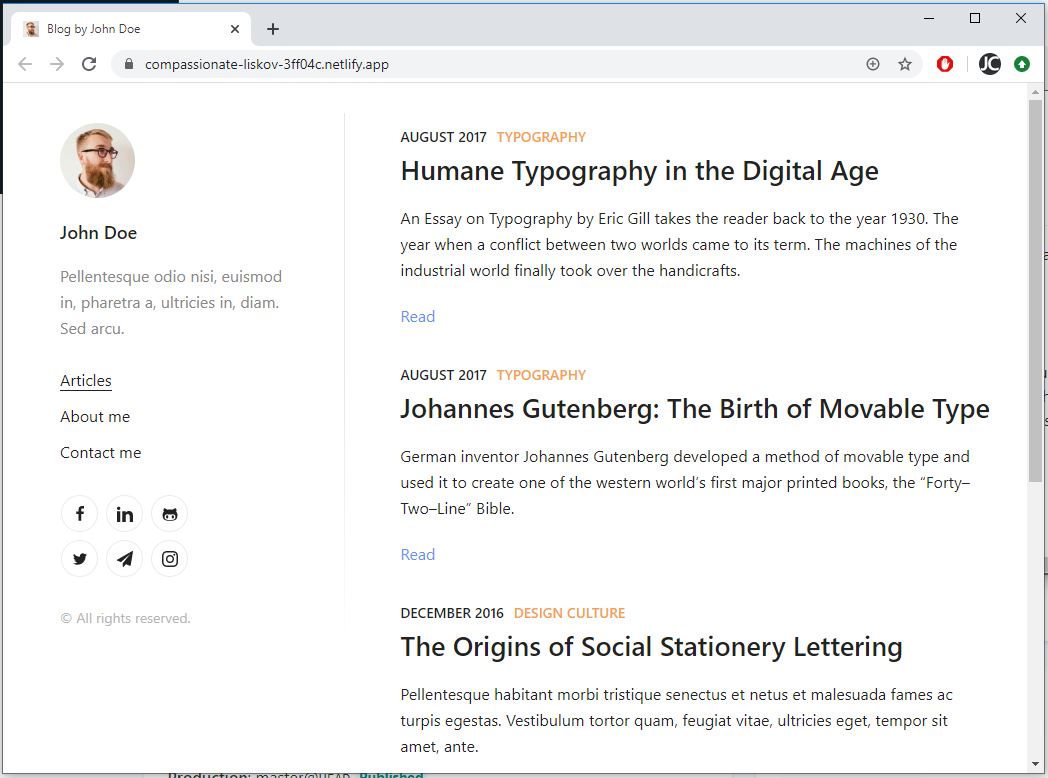 Blog by John Doe
compassionate-liskov-3ff04c.netlify.app
JC
John Doe
Pellentesque odio nisi, euismod
in, pharetra a, ultricies in, diam.
Sed arcu.
Articles
About me
Contact me
© All rights reserved.
AUGUST 2017 TYPOGRAPHY
Humane Typography in the Digital Age
An Essay on Typography by Eric Gill takes the reader back to the year 1930. The
year when a conflict between two worlds came to its term. The machines of the
industrial world finally took over the handicrafts.
Read
AUGUST 2017 TYPOGRAPHY
Johannes Gutenberg: The Birth of Movable Type
German inventor Johannes Gutenberg developed a method of movable type and
used it to create one of the western world’s first major printed books, the “Forty–
Two–Line” Bible.
Read
DECEMBER 2016 DESIGN CULTURE
The Origins of Social Stationery Lettering
Pellentesque habitant morbi tristique senectus et netus et malesuada fames ac
turpis egestas. Vestibulum tortor quam, feugiat vitae, ultricies eget, tempor sit
amet, ante.
Production: master@HEAD Published